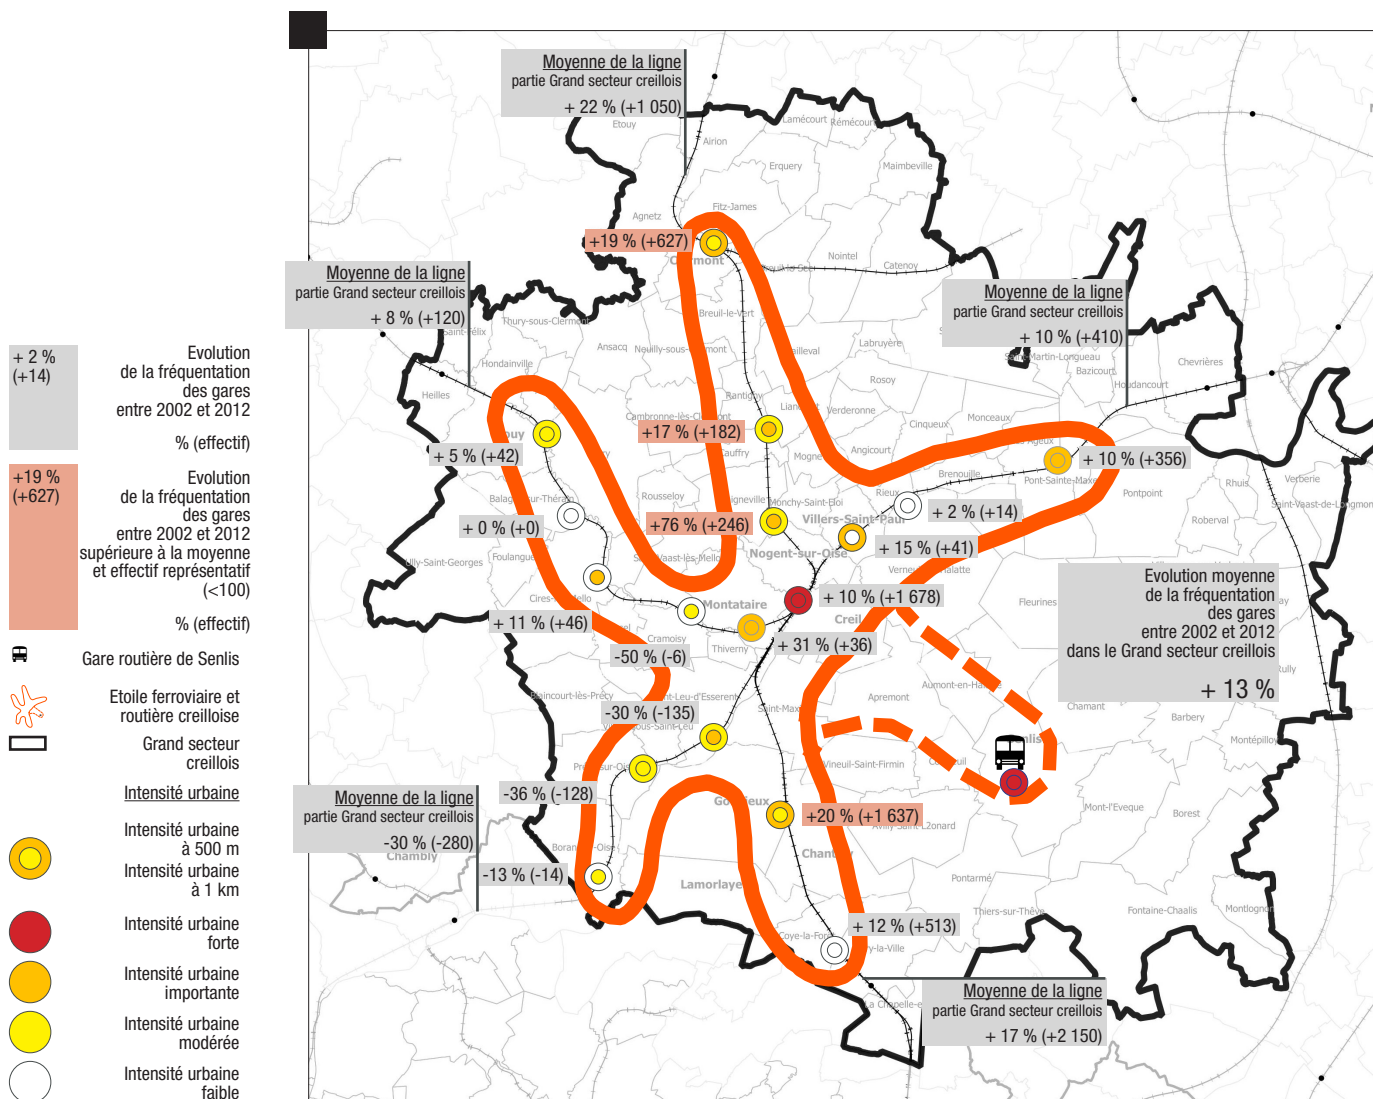 Moyenne de la ligne
partie Grand secteur creillois
+ 22 % (+1 050)
Moyenne de la ligne
partie Grand secteur creillois
+ 8 % (+120)
Moyenne de la ligne
partie Grand secteur creillois
+ 10 % (+410)
+ 2 %
(+14)
Evolution
de la fréquentation
des gares
entre 2002 et 2012
% (effectif)
+19 %
(+627)
Evolution
de la fréquentation
des gares
entre 2002 et 2012
supérieure à la moyenne
et effectif représentatif
(<100)
% (effectif)
Gare routière de Senlis
Etoile ferroviaire et
routière creilloise
Grand secteur
creillois
Intensité urbaine
Intensité urbaine
à 500 m
Intensité urbaine
à 1 km
Intensité urbaine
forte
Intensité urbaine
importante
Intensité urbaine
modérée
Intensité urbaine
faible
Etouy
Airion
Lamécourt
Rémécourt
Erquery
Maimbeville
Agnetz
Fitz-James
+19 % (+627)
Nointel
Catenoy
Breuil-le-Vert
Thury-sous-Clermont
Hondainville
Ansacq
Labruyère
Heilles
Rosoy
Verderonne
Cinqueux
Monceaux
Bazicourt
Houdancourt
Chevrières
+17 % (+182)
+ 5 % (+42)
Cauffry
Angicourt
Brenouille
+ 10 % (+356)
Pontpoint
Rhuis
Verberie
Saint-Vaast-de-Longmon
Roberval
Rousseloy
Monchy-Saint-Eloi
Rieux
+ 0 % (+0)
+76 % (+246)
Villers-Saint-Paul
+ 2 % (+14)
Nogent-sur-Oise
+ 15 % (+41)
+ 10 % (+1 678)
Montataire
Creil
+ 11 % (+46)
Cramoisy
Thiverny
+ 31 % (+36)
-50 % (-6)
Fleurines
Evolution moyenne
de la fréquentation
des gares
entre 2002 et 2012
dans le Grand secteur creillois
+ 13 %
Apremont
-30 % (-135)
Chamant
Barbery
Montépilloy
Vineuil-Saint-Firmin
-36 % (-128)
Moyenne de la ligne
partie Grand secteur creillois
-30 % (-280)
Chambly
+20 % (+1 637)
Mont-l'Eveque
Borest
-13 % (-14)
Lamorlaye
Pontarmé
Thiers-sur-Thève
Fontaine-Chaalis
Montlognon
+ 12 % (+513)
Moyenne de la ligne
partie Grand secteur creillois
+ 17 % (+2 150)